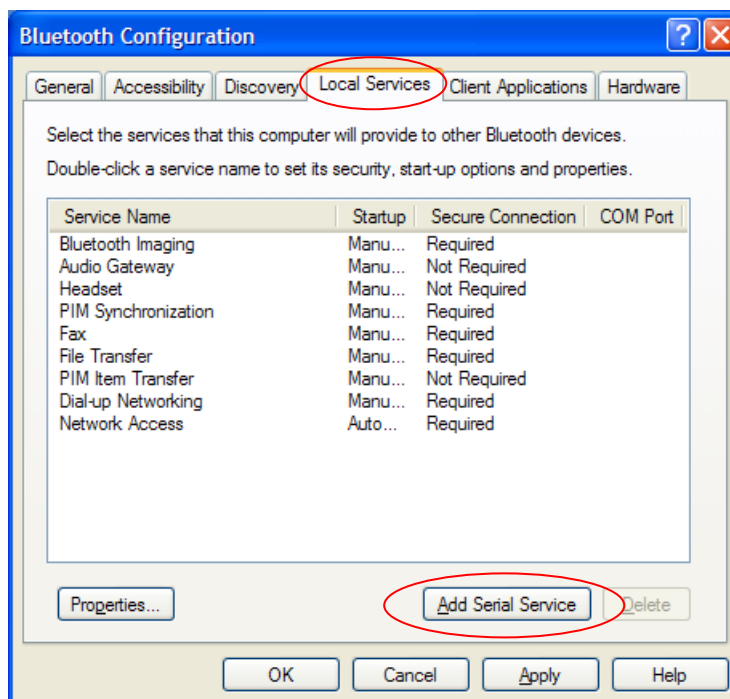 Bluetooth Configuration
General Accessibility Discovery Local Services Client Applications Hardware
Select the services that this computer will provide to other Bluetooth devices.
Double-click a service name to set its security, start-up options and properties.
Service Name Startup Secure Connection COM Port
Bluetooth Imaging Manu... Required
Audio Gateway Manu... Not Required
Headset Manu... Not Required
PIM Synchronization Manu... Required
Fax Manu... Required
File Transfer Manu... Required
PIM Item Transfer Manu... Not Required
Dial-up Networking Manu... Required
Network Access Auto... Required
Properties... Add Serial Service Delete
OK Cancel Apply Help